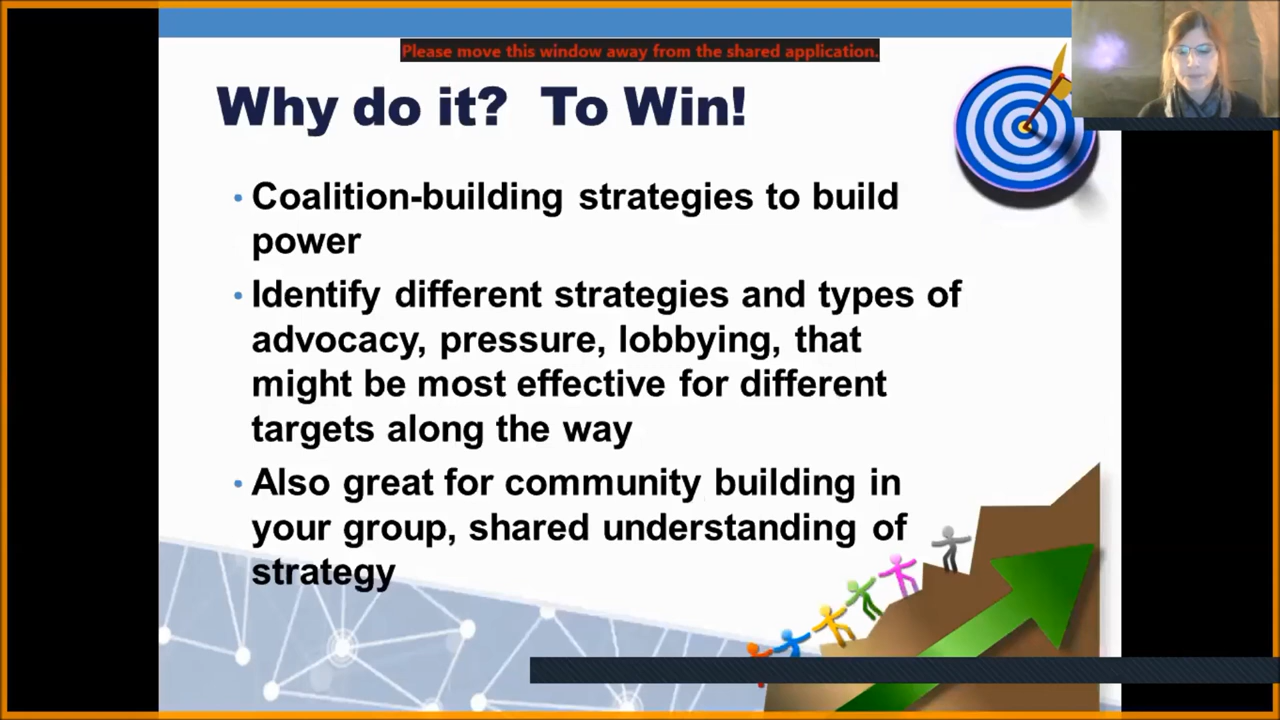 Please move this window away from the shared application.
Why do it? To Win!
• Coalition-building strategies to build
power
• Identify different strategies and types of
advocacy, pressure, lobbying, that
might be most effective for different
targets along the way
• Also great for community building in
your group, shared understanding of
strategy